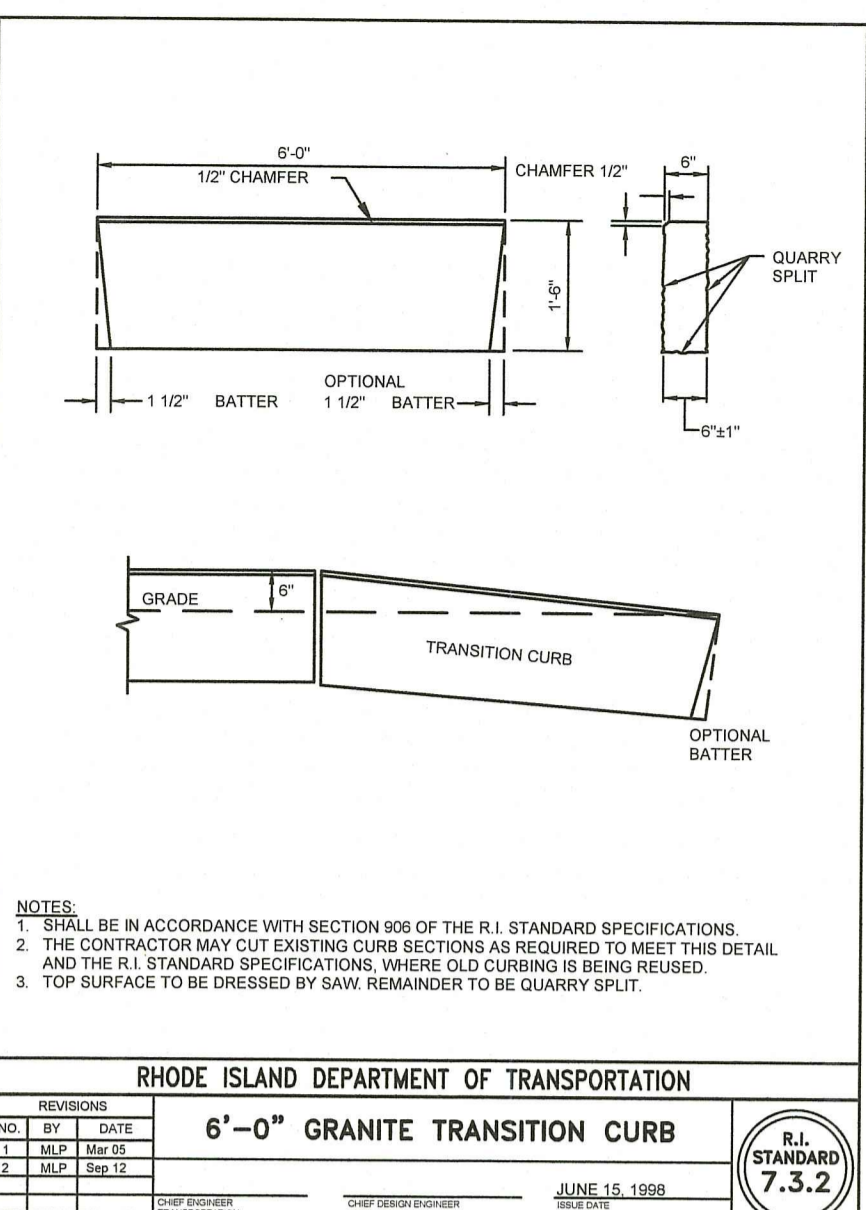 6'-0"
1/2" CHAMFER
CHAMFER 1/2"
6"
QUARRY
SPLIT
1'-6"
1 1/2" BATTER
OPTIONAL
1 1/2" BATTER
6"±1"
GRADE
6"
TRANSITION CURB
OPTIONAL
BATTER
NOTES:
1. SHALL BE IN ACCORDANCE WITH SECTION 906 OF THE R.I. STANDARD SPECIFICATIONS.
2. THE CONTRACTOR MAY CUT EXISTING CURB SECTIONS AS REQUIRED TO MEET THIS DETAIL
AND THE R.I. STANDARD SPECIFICATIONS, WHERE OLD CURBING IS BEING REUSED.
3. TOP SURFACE TO BE DRESSED BY SAW. REMAINDER TO BE QUARRY SPLIT.
RHODE ISLAND DEPARTMENT OF TRANSPORTATION
REVISIONS
NO. BY DATE
1 MLP Mar 05
2 MLP Sep 12
6'-0" GRANITE TRANSITION CURB
CHIEF ENGINEER
CHIEF DESIGN ENGINEER
JUNE 15, 1998
ISSUE DATE
R.I.
STANDARD
7.3.2